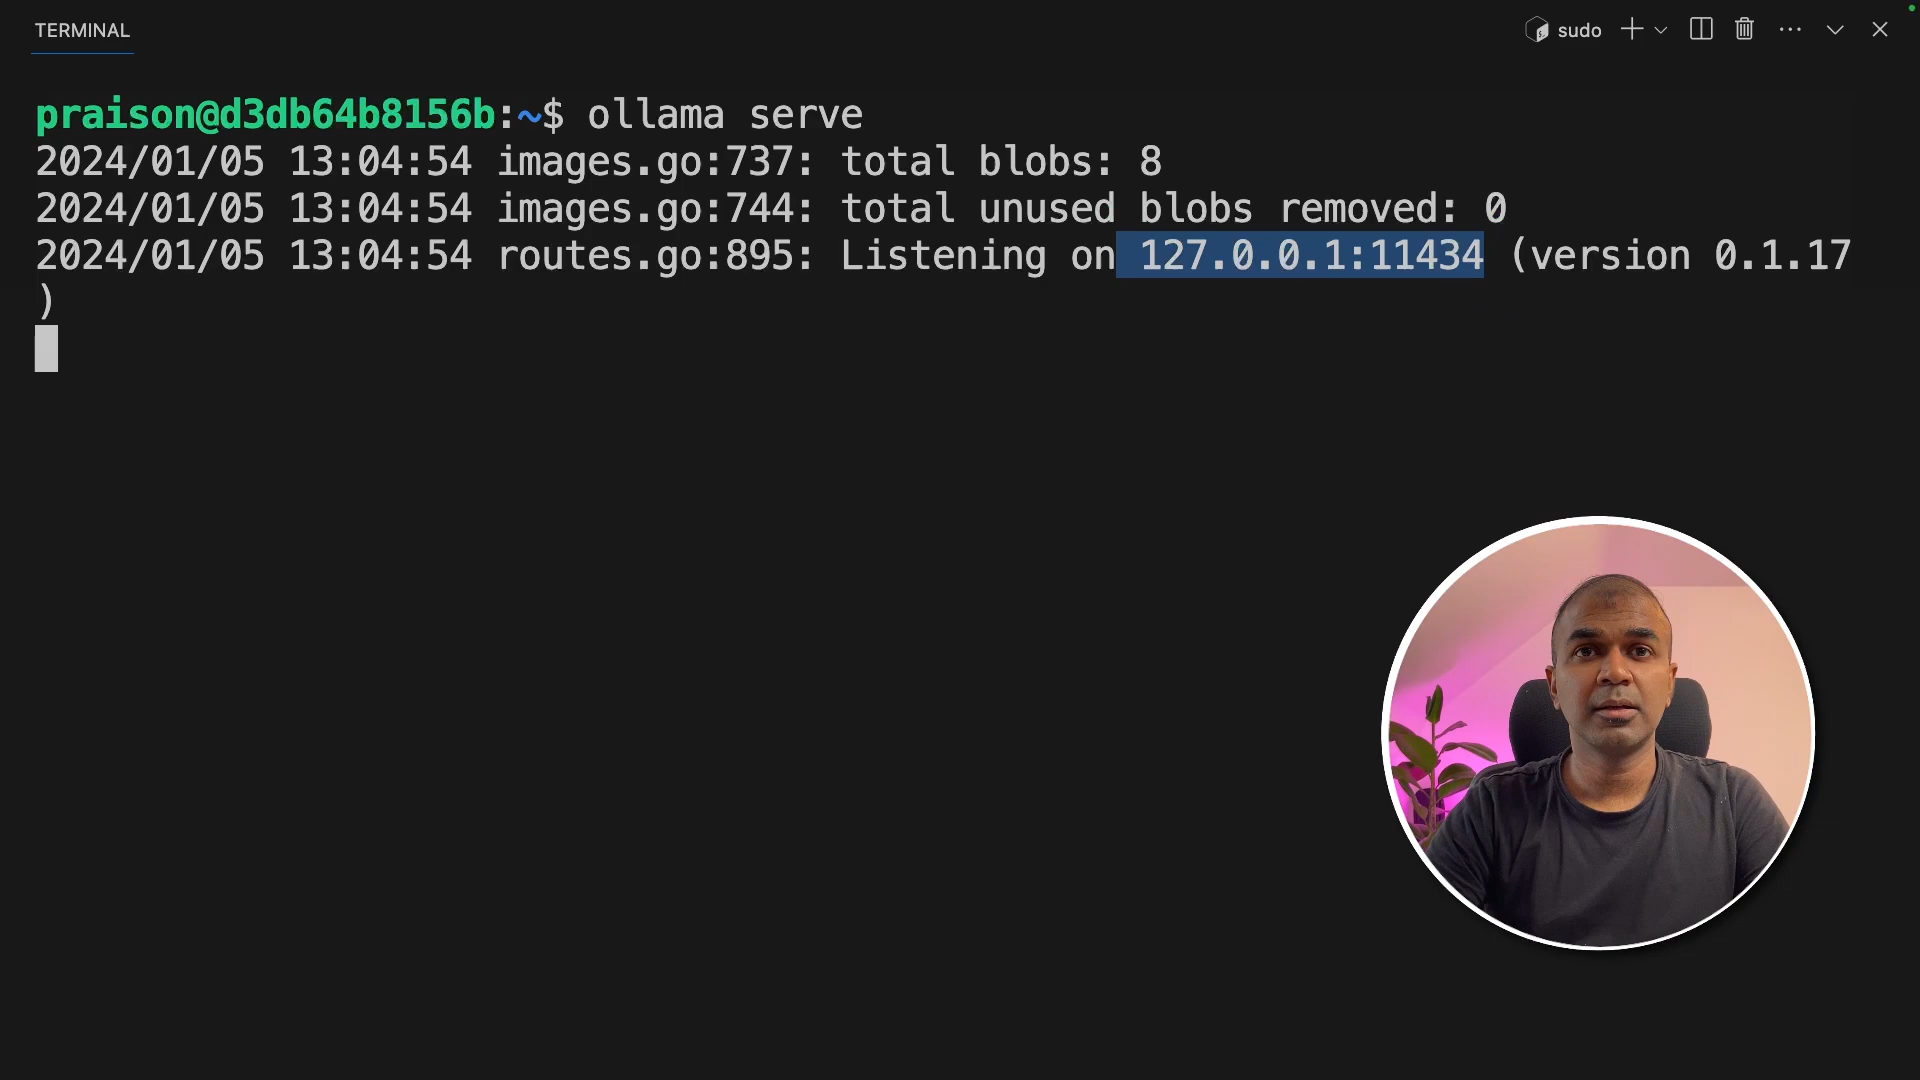 TERMINAL
sudo
praison@d3db64b8156b:~$ ollama serve
2024/01/05 13:04:54 images.go:737: total blobs: 8
2024/01/05 13:04:54 images.go:744: total unused blobs removed: 0
2024/01/05 13:04:54 routes.go:895: Listening on 127.0.0.1:11434 (version 0.1.17
)